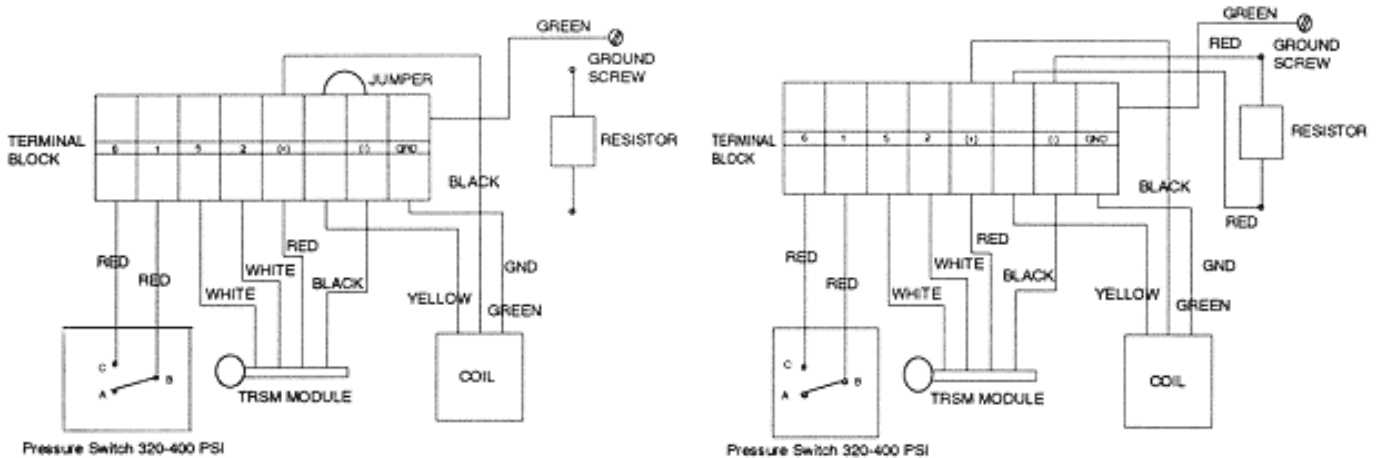 GREEN
GROUND
SCREW
JUMPER
TERMINAL
BLOCK
6 1 5 2 (+) (-) GND
RESISTOR
BLACK
RED
RED
WHITE
WHITE
RED
BLACK
GND
YELLOW
GREEN
C
A
B
TRSM MODULE
COIL
Pressure Switch 320-400 PSI
GREEN
RED
GROUND
SCREW
TERMINAL
BLOCK
6 1 5 2 (+) (-) GND
RESISTOR
BLACK
RED
RED
RED
WHITE
WHITE
RED
BLACK
GND
YELLOW
GREEN
C
A
B
TRSM MODULE
COIL
Pressure Switch 320-400 PSI